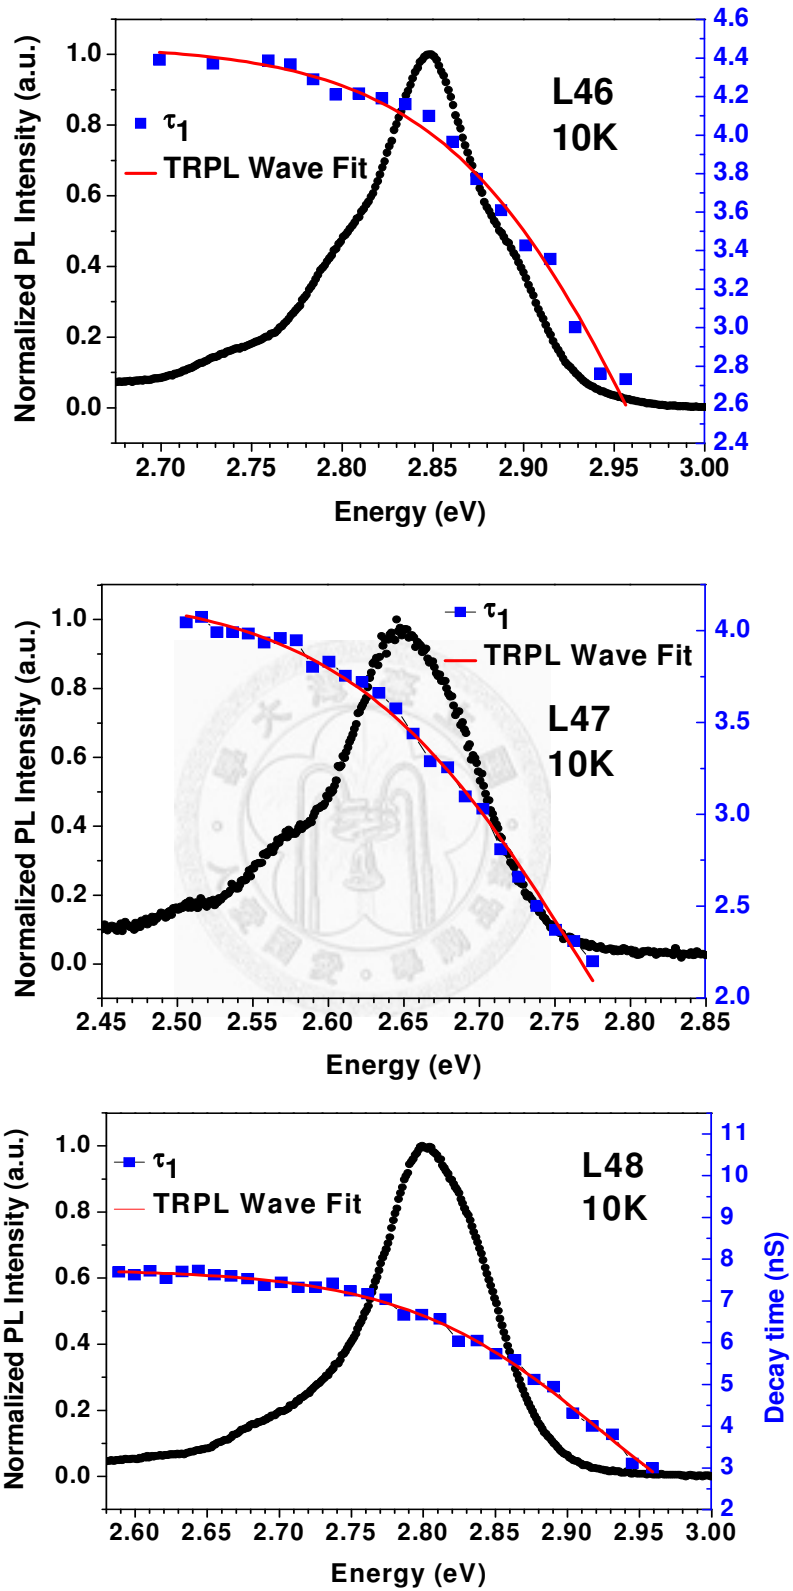 4.6
1.0
4.4
L46
4.2
0.8
τ1
10K
4.0
TRPL Wave Fit
3.8
0.6
3.6
0.4
3.4
3.2
0.2
3.0
2.8
0.0
2.6
2.4
Normalized PL Intensity (a.u.)
2.70 2.75 2.80 2.85 2.90 2.95 3.00
Energy (eV)
1.0
τ1
4.0
TRPL Wave Fit
0.8
L47
3.5
0.6
10K
3.0
0.4
0.2
2.5
0.0
2.0
Normalized PL Intensity (a.u.)
2.45 2.50 2.55 2.60 2.65 2.70 2.75 2.80 2.85
Energy (eV)
11
1.0
τ1
L48
10
TRPL Wave Fit
10K
0.8
9
8
0.6
7
6
0.4
5
0.2
4
3
0.0
2
Normalized PL Intensity (a.u.)
Decay time (nS)
2.60 2.65 2.70 2.75 2.80 2.85 2.90 2.95 3.00
Energy (eV)